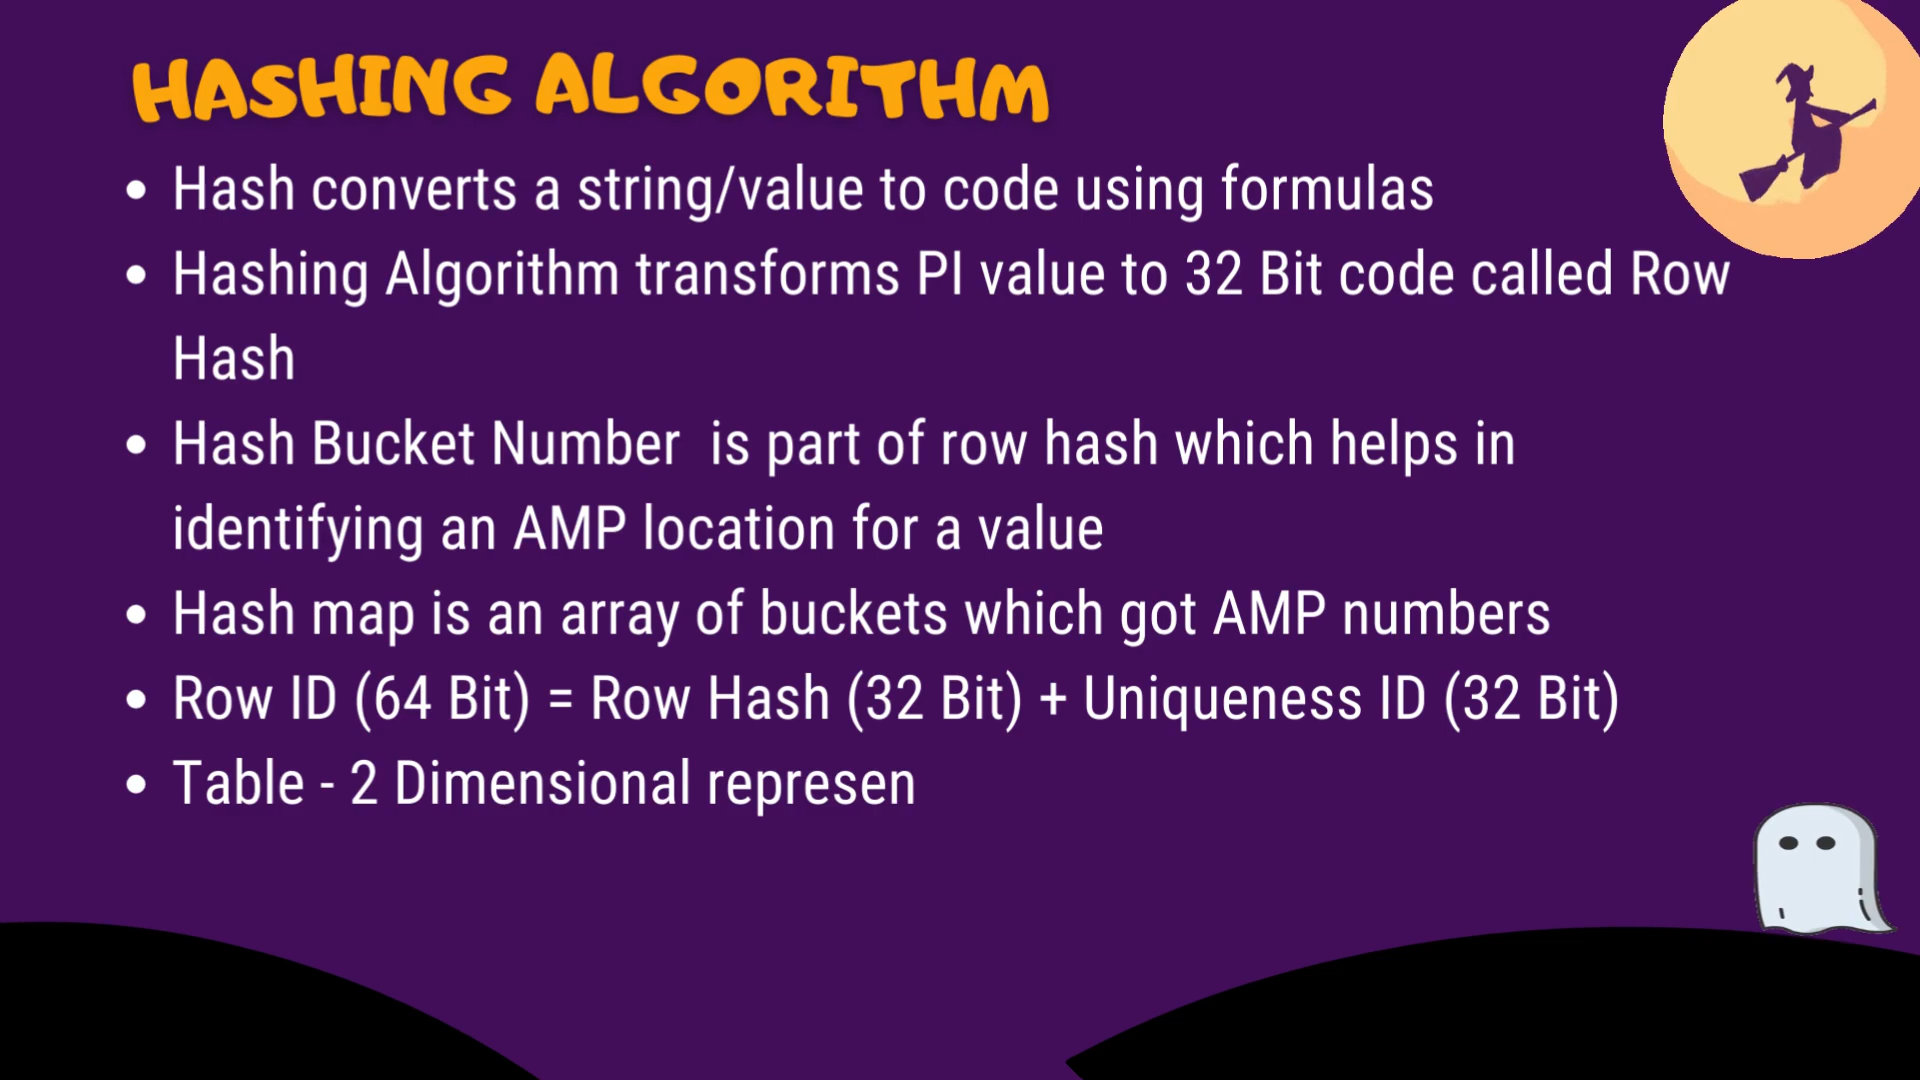 HASHING ALGORITHM
• Hash converts a string/value to code using formulas
• Hashing Algorithm transforms PI value to 32 Bit code called Row
Hash
• Hash Bucket Number  is part of row hash which helps in
identifying an AMP location for a value
• Hash map is an array of buckets which got AMP numbers
• Row ID (64 Bit) = Row Hash (32 Bit) + Uniqueness ID (32 Bit)
• Table - 2 Dimensional represen